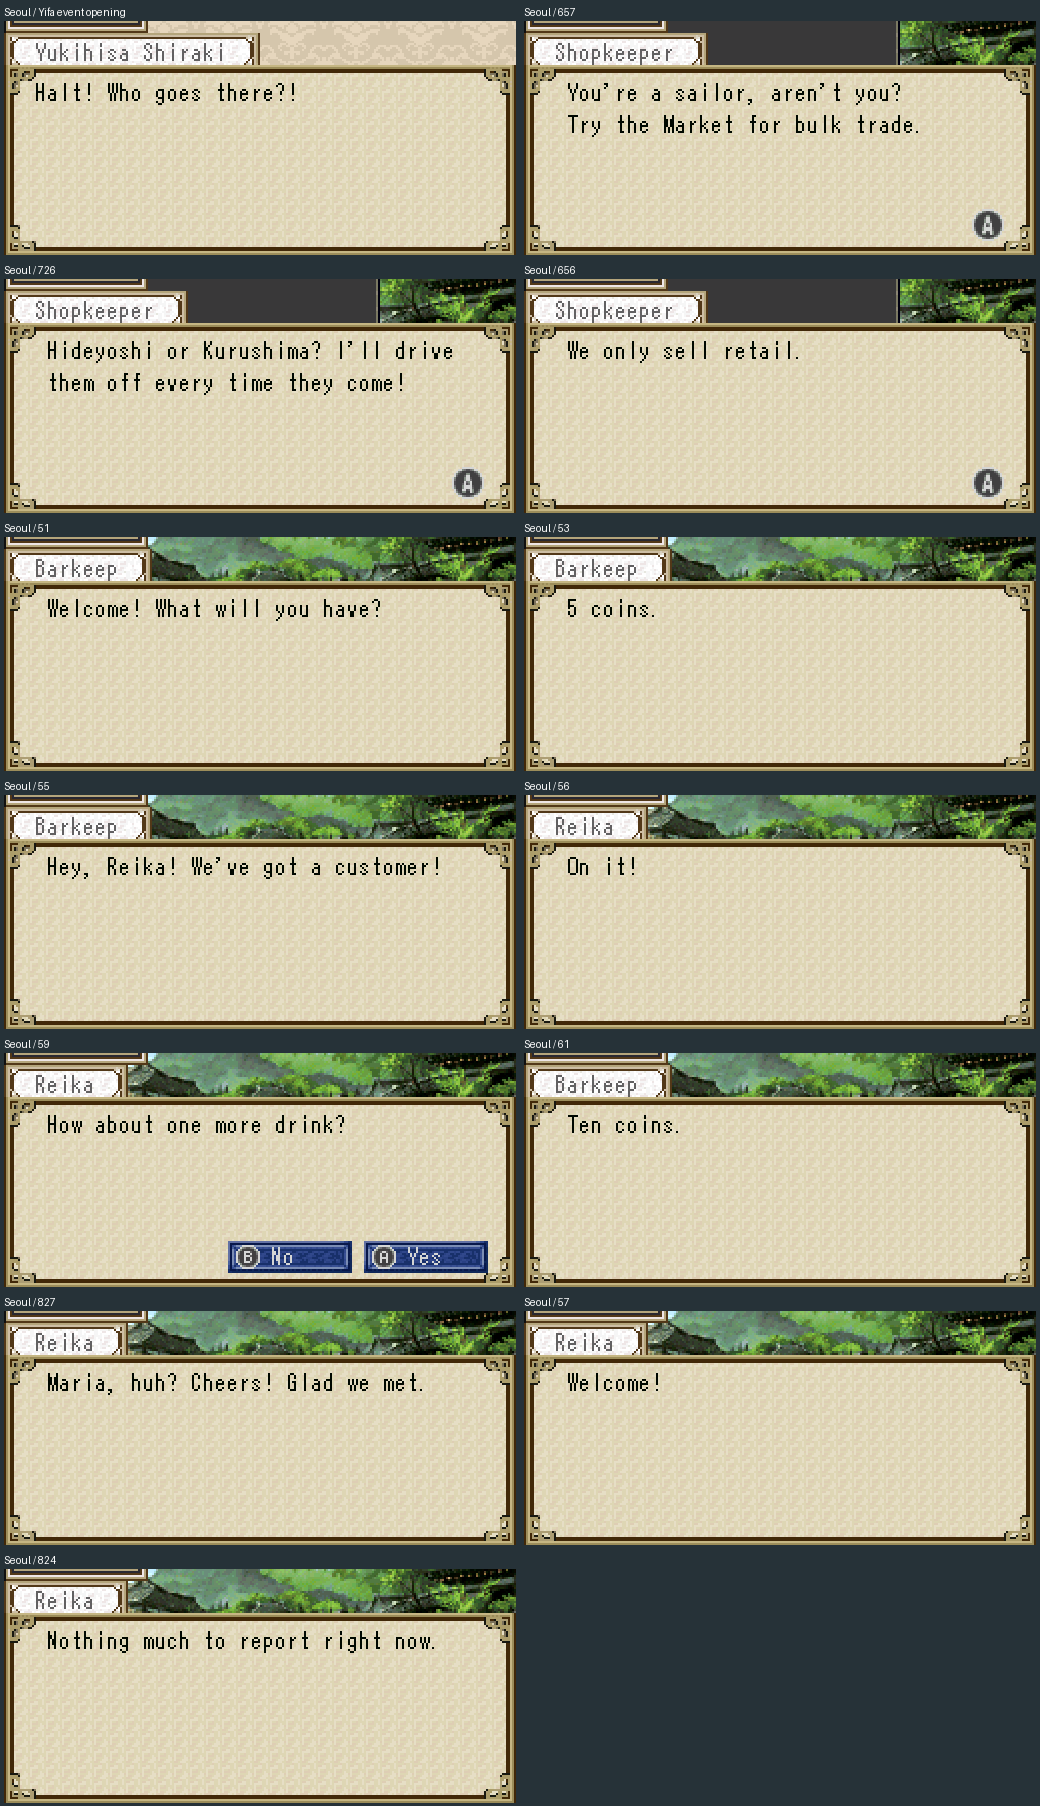 Seoul / Yifa event opening
Yukihisa Shiraki
Halt! Who goes there?!
Seoul / 657
Shopkeeper
You're a sailor, aren't you?
Try the Market for bulk trade.
A
Seoul / 726
Shopkeeper
Hideyoshi or Kurushima? I'll drive
them off every time they come!
A
Seoul / 656
Shopkeeper
We only sell retail.
A
Seoul / 51
Barkeep
Welcome! What will you have?
Seoul / 53
Barkeep
5 coins.
Seoul / 55
Barkeep
Hey, Reika! We've got a customer!
Seoul / 56
Reika
On it!
Seoul / 59
Reika
How about one more drink?
B No
A Yes
Seoul / 61
Barkeep
Ten coins.
Seoul / 827
Reika
Maria, huh? Cheers! Glad we met.
Seoul / 57
Reika
Welcome!
Seoul / 824
Reika
Nothing much to report right now.